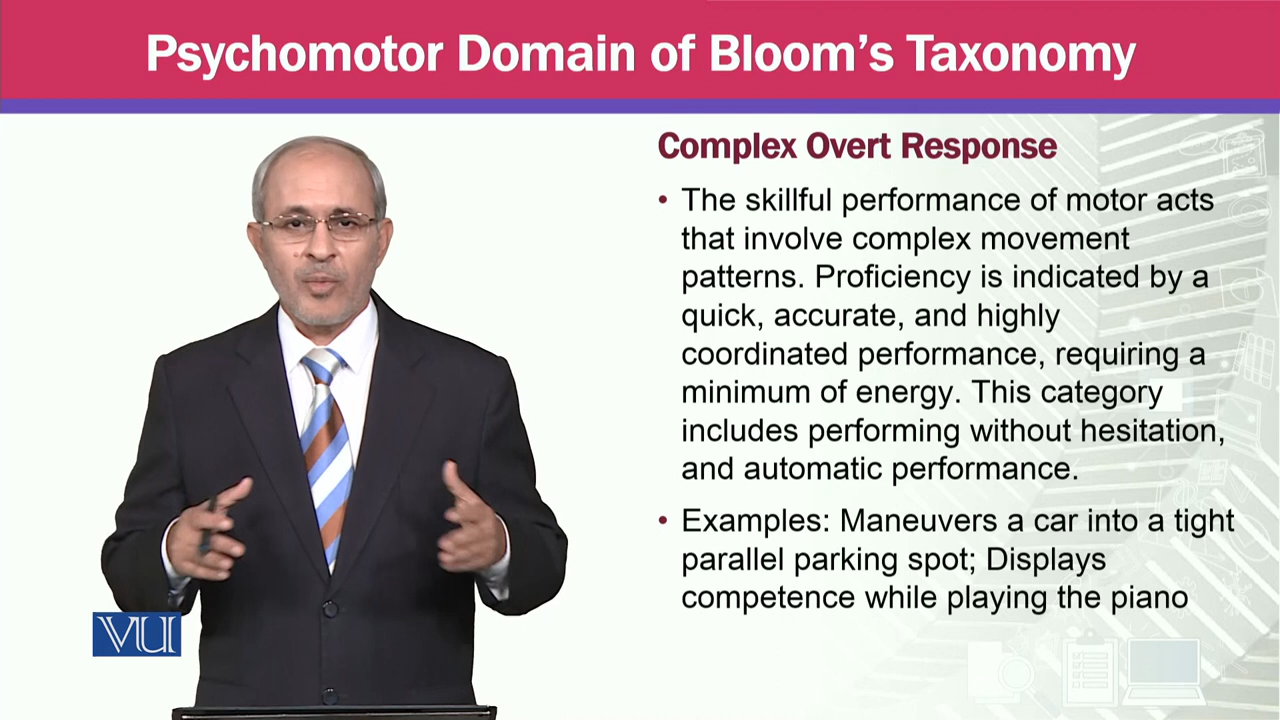 Psychomotor Domain of Bloom's Taxonomy
Complex Overt Response
• The skillful performance of motor acts
that involve complex movement
patterns. Proficiency is indicated by a
quick, accurate, and highly
coordinated performance, requiring a
minimum of energy. This category
includes performing without hesitation,
and automatic performance.
• Examples: Maneuvers a car into a tight
parallel parking spot; Displays
competence while playing the piano
VU